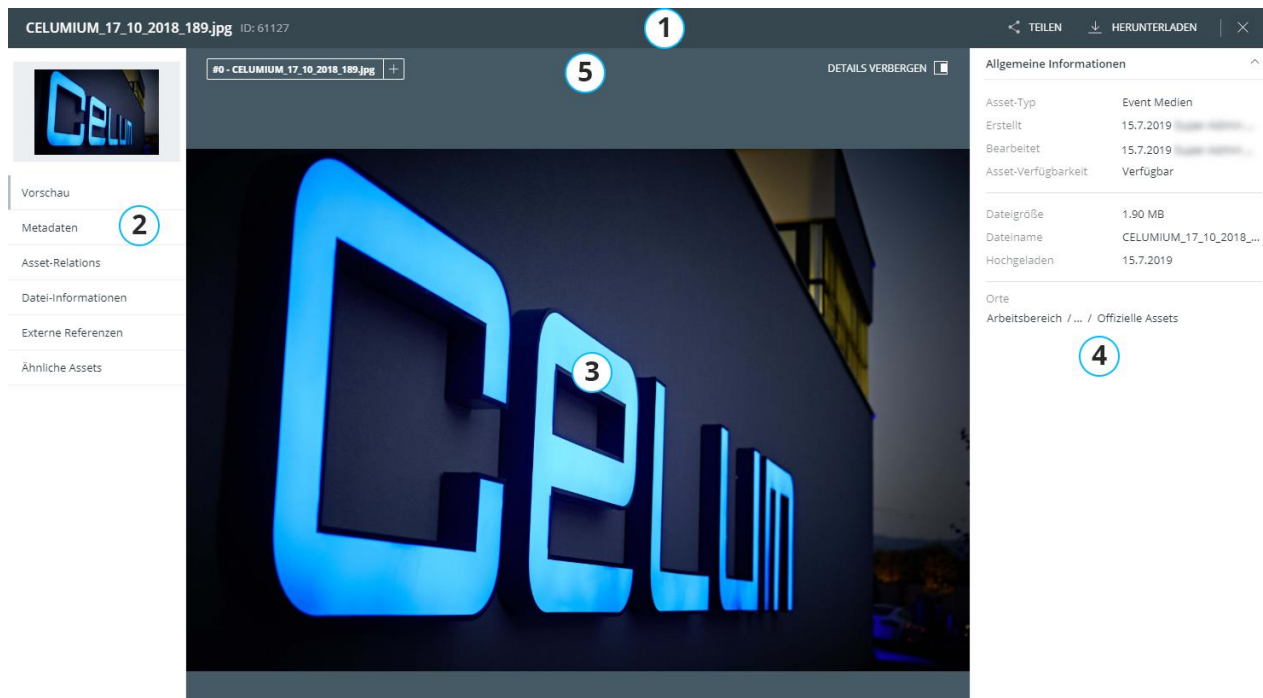 CELUMIUM_17_10_2018_189.jpg ID: 61127
1
TEILEN
HERUNTERLADEN
CELUM
Vorschau
Metadaten
2
Asset-Relations
Datei-Informationen
Externe Referenzen
Ähnliche Assets
#0 - CELUMIUM_17_10_2018_189.jpg +
5
DETAILS VERBERGEN
CELUM
3
Allgemeine Informationen
Asset-Typ Event Medien
Erstellt 15.7.2019
Bearbeitet 15.7.2019
Asset-Verfügbarkeit Verfügbar
Dateigröße 1.90 MB
Dateiname CELUMIUM_17_10_2018_...
Hochgeladen 15.7.2019
Orte
Arbeitsbereich / ... / Offizielle Assets
4